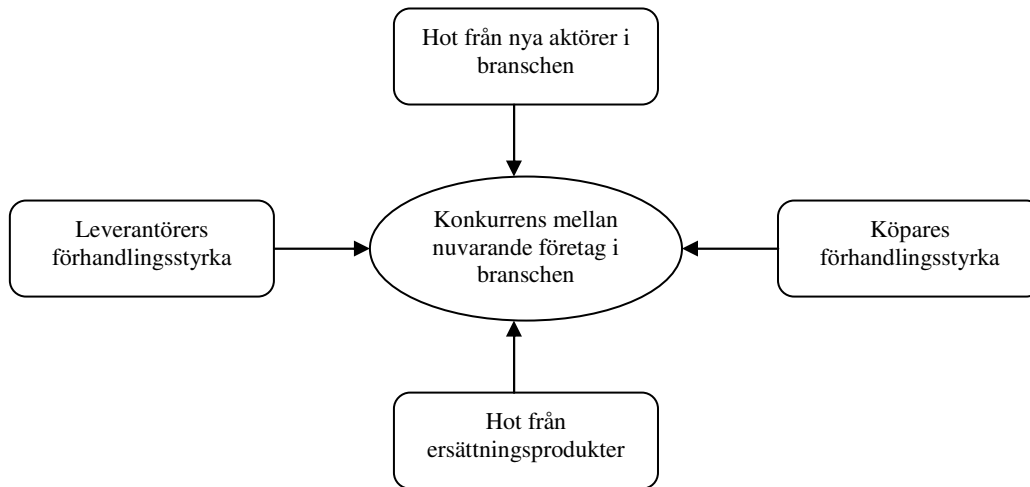 Hot från nya aktörer i
branschen
Leverantörers
förhandlingsstyrka
Konkurrens mellan
nuvarande företag i
branschen
Köpares
förhandlingsstyrka
Hot från
ersättningsprodukter